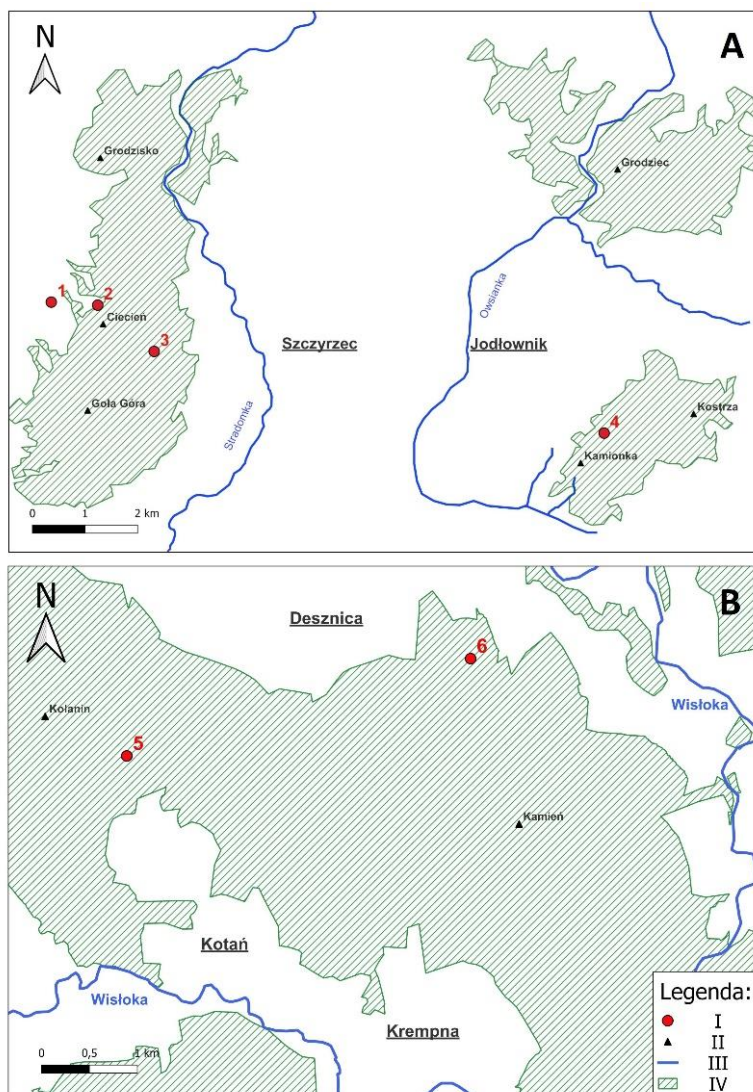 N
A
Grodzisko
Grodziec
1
2
Ciecień
Owsianka
3
Szczyrzec
Jodłownik
Goła Góra
Kostrza
4
Stradomka
Kamionka
0 1 2 km
N
B
Desznica
6
Kolanin
Wisłoka
5
Kamień
Kotań
Wisłoka
Krempna
0 0,5 1 km
Legenda:
I
II
III
IV